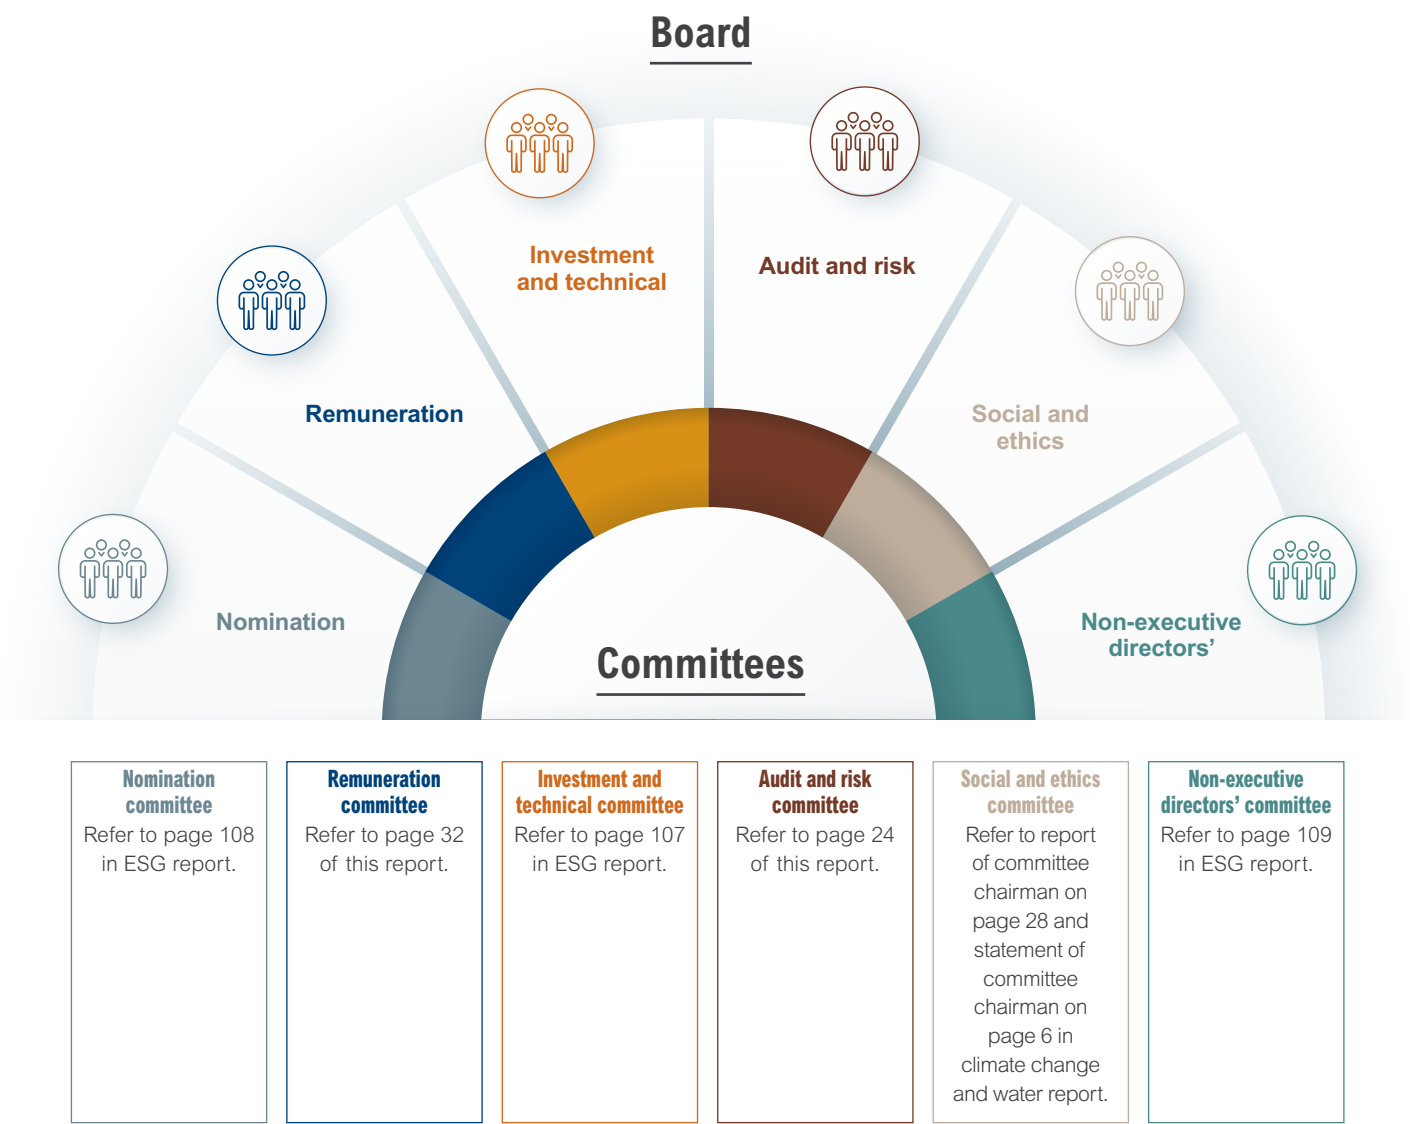 Board
Investment
and technical
Audit and risk
Remuneration
Social and
ethics
Nomination
Non-executive
directors’
Committees
Nomination
committee
Refer to page 108
in ESG report.
Remuneration
committee
Refer to page 32
of this report.
Investment and
technical committee
Refer to page 107
in ESG report.
Audit and risk
committee
Refer to page 24
of this report.
Social and ethics
committee
Refer to report
of committee
chairman on
page 28 and
statement of
committee
chairman on
page 6 in
climate change
and water report.
Non-executive
directors’ committee
Refer to page 109
in ESG report.